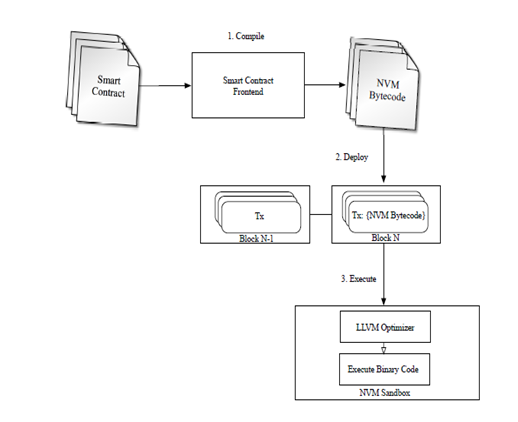 1. Compile
Smart
Contract
Smart Contract
Frontend
NVM
Bytecode
2. Deploy
Tx
Block N-1
Tx: {NVM Bytecode}
Block N
3. Execute
LLVM Optimizer
Execute Binary Code
NVM Sandbox